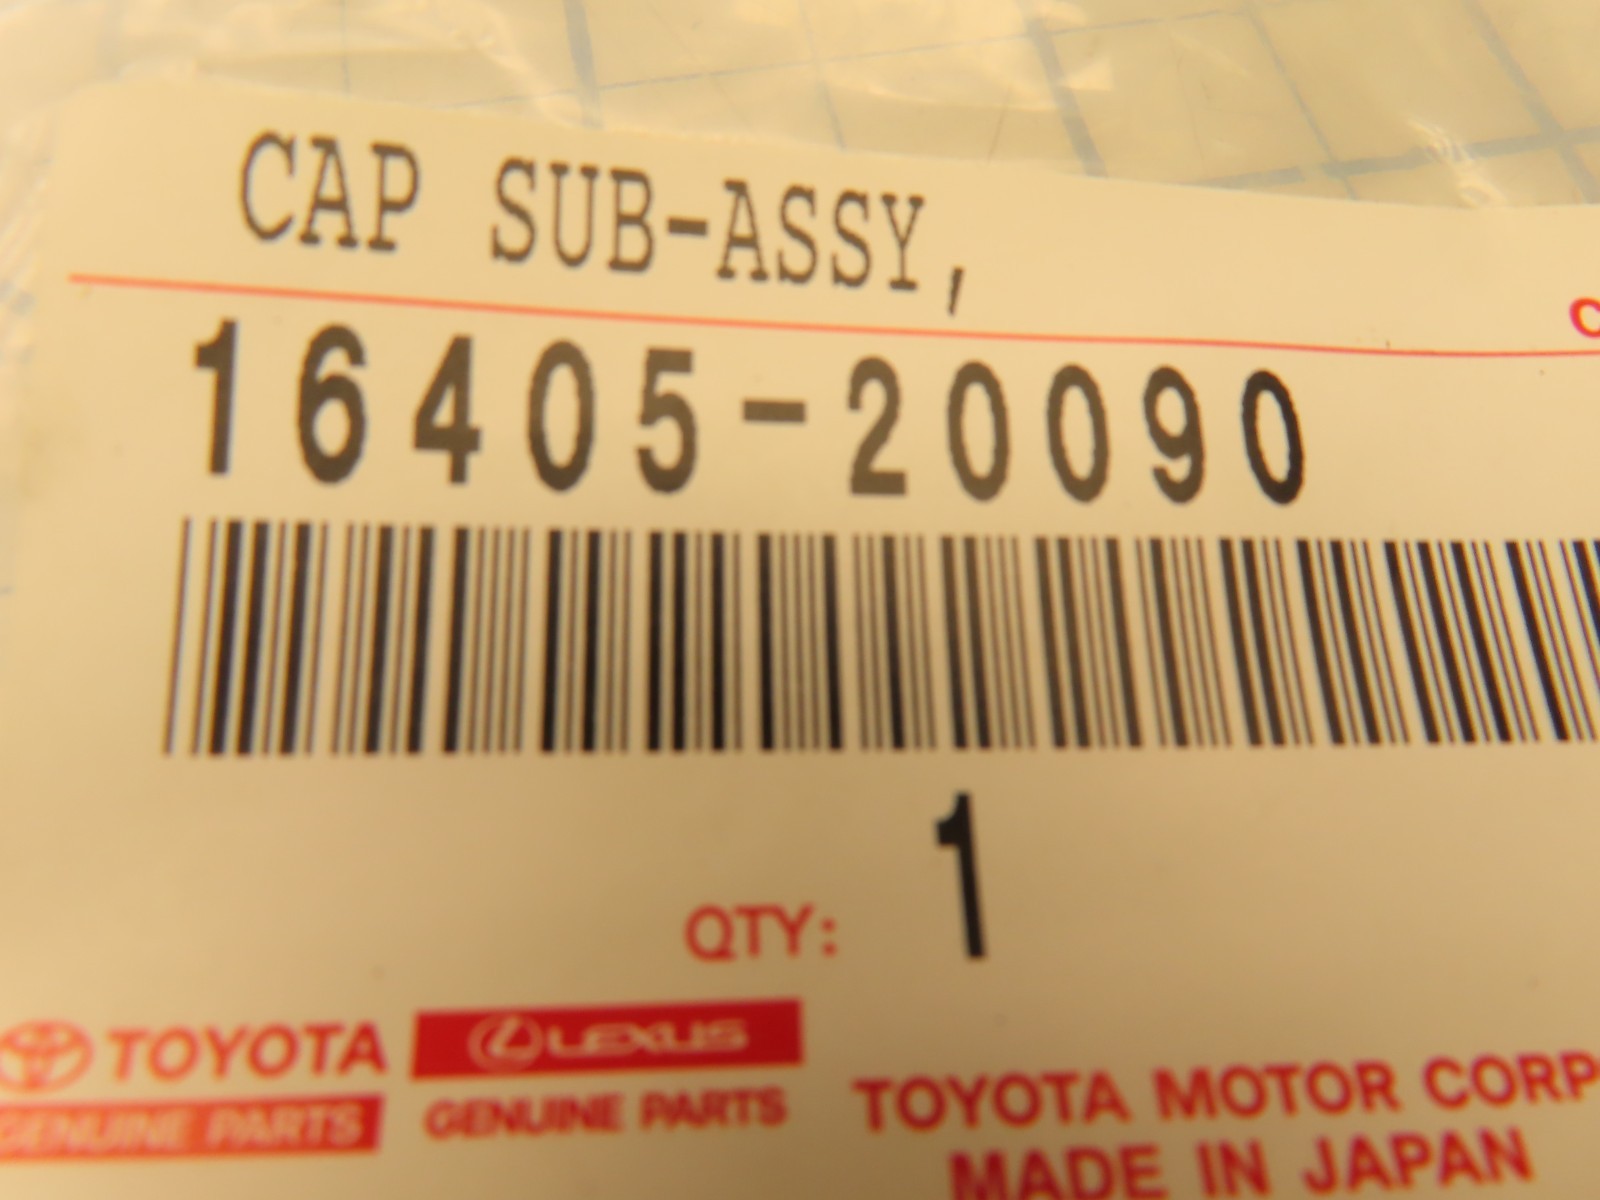 CAP SUB-ASSY,
16405-20090
1
QTY:
TOYOTA
LEXUS
GENUINE PARTS
GENUINE PARTS
TOYOTA MOTOR CORP
MADE IN JAPAN